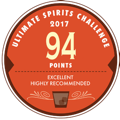 ULTIMATE SPIRITS CHALLENGE
2017
94
POINTS
EXCELLENT
HIGHLY RECOMMENDED